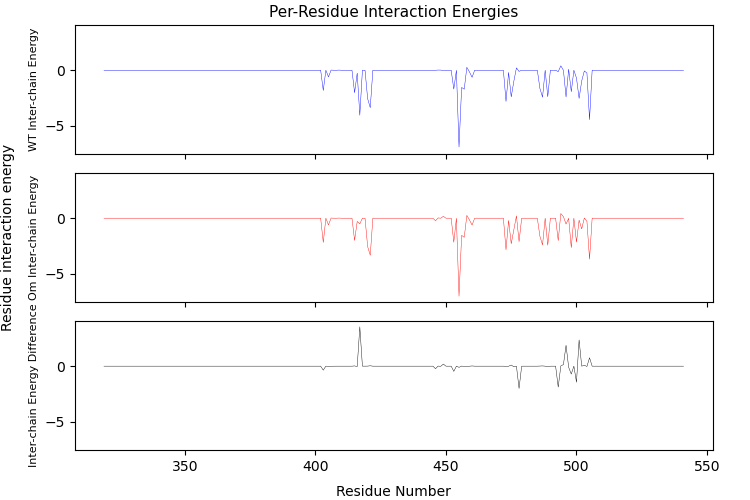 Per-Residue Interaction Energies
Residue interaction energy
WT Inter-chain Energy
0
−5
Om Inter-chain Energy
0
−5
Inter-chain Energy Difference
0
−5
350
400
450
500
550
Residue Number